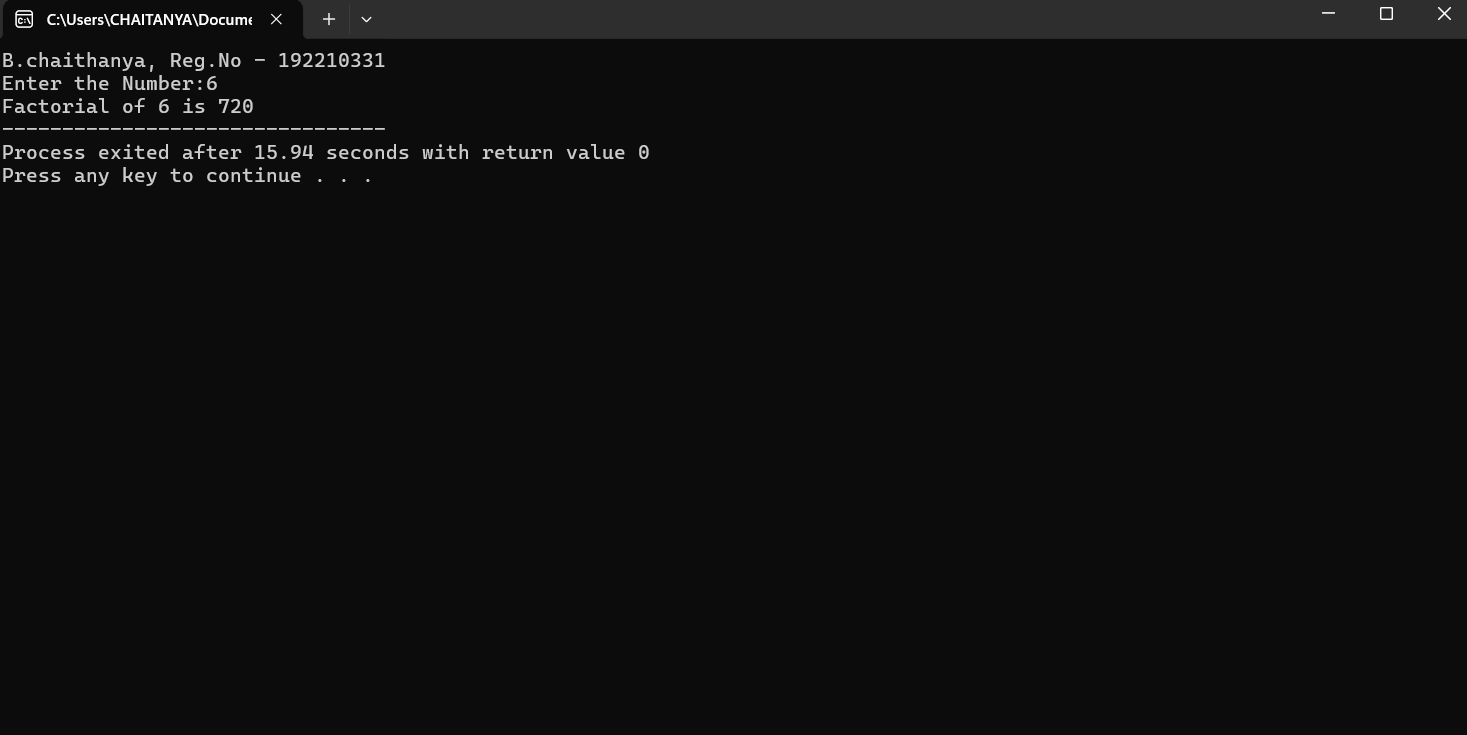 C:\Users\CHAITANYA\Docume
B.chaithanya, Reg.No - 192210331
Enter the Number:6
Factorial of 6 is 720
--------------------------------
Process exited after 15.94 seconds with return value 0
Press any key to continue . . .